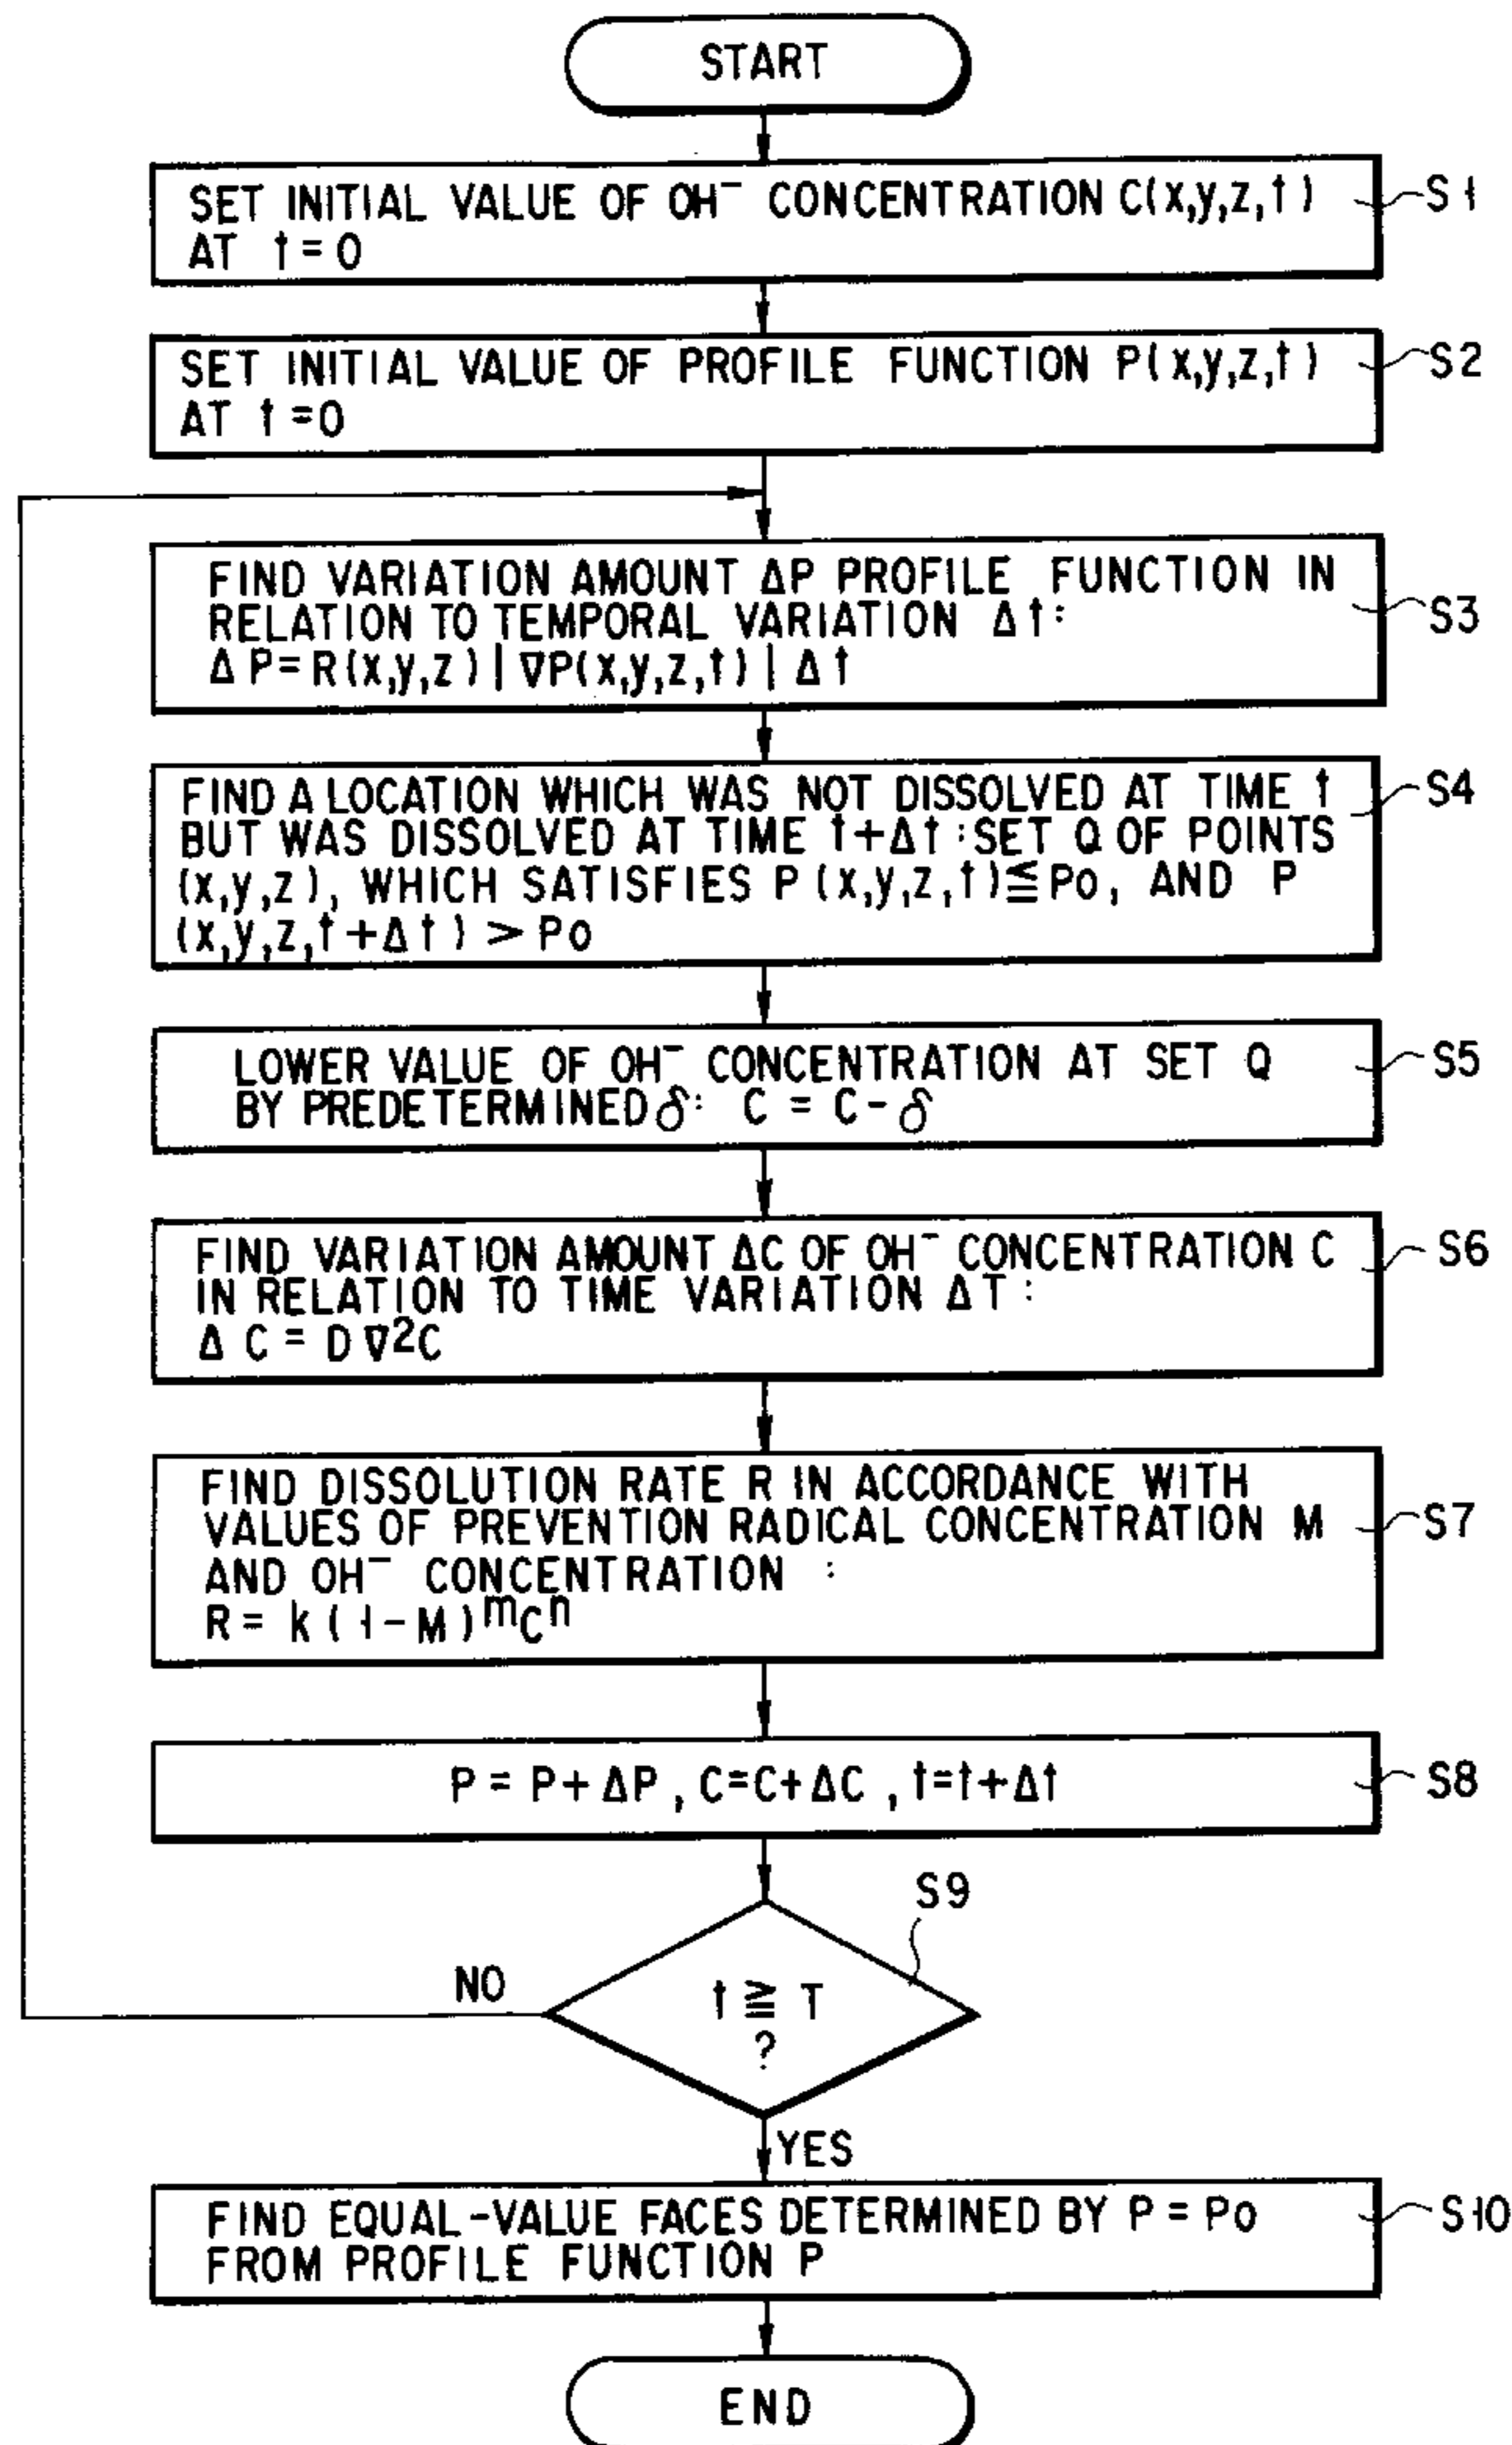 START
SET INITIAL VALUE OF OH⁻ CONCENTRATION C(x,y,z,t)
AT t=0
S1
SET INITIAL VALUE OF PROFILE FUNCTION P(x,y,z,t)
AT t=0
S2
FIND VARIATION AMOUNT ΔP PROFILE FUNCTION IN
RELATION TO TEMPORAL VARIATION Δt:
ΔP=R(x,y,z)|∇P(x,y,z,t)|Δt
S3
FIND A LOCATION WHICH WAS NOT DISSOLVED AT TIME t
BUT WAS DISSOLVED AT TIME t+Δt:SET Q OF POINTS
(x,y,z), WHICH SATISFIES P(x,y,z,t)≦Po, AND P
(x,y,z,t+Δt)>Po
S4
LOWER VALUE OF OH⁻ CONCENTRATION AT SET Q
BY PREDETERMINED δ: C = C-δ
S5
FIND VARIATION AMOUNT ΔC OF OH⁻ CONCENTRATION C
IN RELATION TO TIME VARIATION ΔT:
ΔC = D∇²C
S6
FIND DISSOLUTION RATE R IN ACCORDANCE WITH
VALUES OF PREVENTION RADICAL CONCENTRATION M
AND OH⁻ CONCENTRATION :
R= k(1-M)ᵐCⁿ
S7
P = P+ΔP, C=C+ΔC, t=t+Δt
S8
S9
t ≧ T
?
NO
YES
FIND EQUAL-VALUE FACES DETERMINED BY P = Po
FROM PROFILE FUNCTION P
S10
END